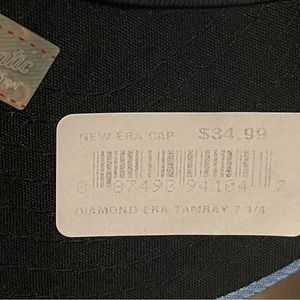 NEW ERA CAP $34.99
8 87493 94104 7
DIAMOND ERA TAMRAY 7 1/4